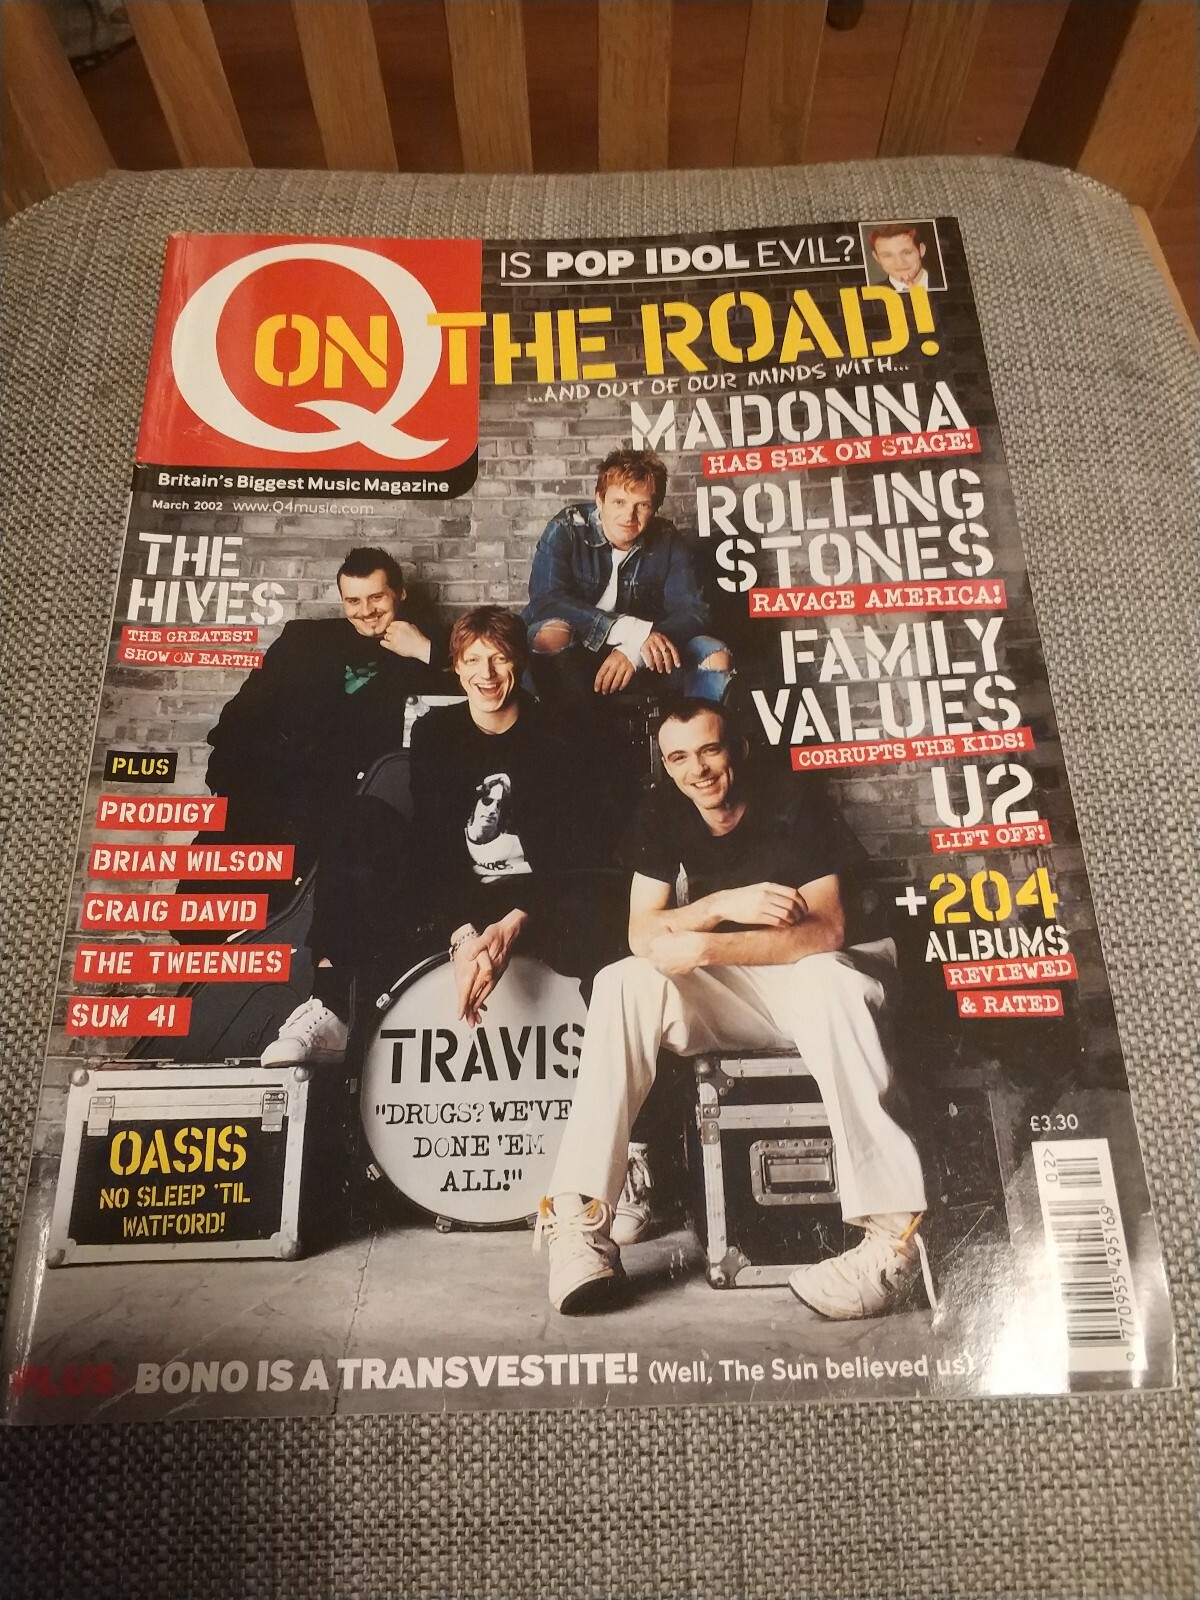 IS POP IDOL EVIL?
Q
ON THE ROAD!
...AND OUT OF OUR MINDS WITH...
Britain's Biggest Music Magazine
March 2002 www.Q4music.com
MADONNA
HAS SEX ON STAGE!
ROLLING
STONES
RAVAGE AMERICA!
FAMILY
VALUES
CORRUPTS THE KIDS!
U2
LIFT OFF!
+204
ALBUMS
REVIEWED
& RATED
THE
HIVES
THE GREATEST
SHOW ON EARTH!
PLUS
PRODIGY
BRIAN WILSON
CRAIG DAVID
THE TWEENIES
SUM 41
OASIS
NO SLEEP 'TIL
WATFORD!
TRAVIS
"DRUGS? WE'VE
DONE 'EM
ALL!"
£3.30
02>
9 770955 495169
PLUS BONO IS A TRANSVESTITE! (Well, The Sun believed us)